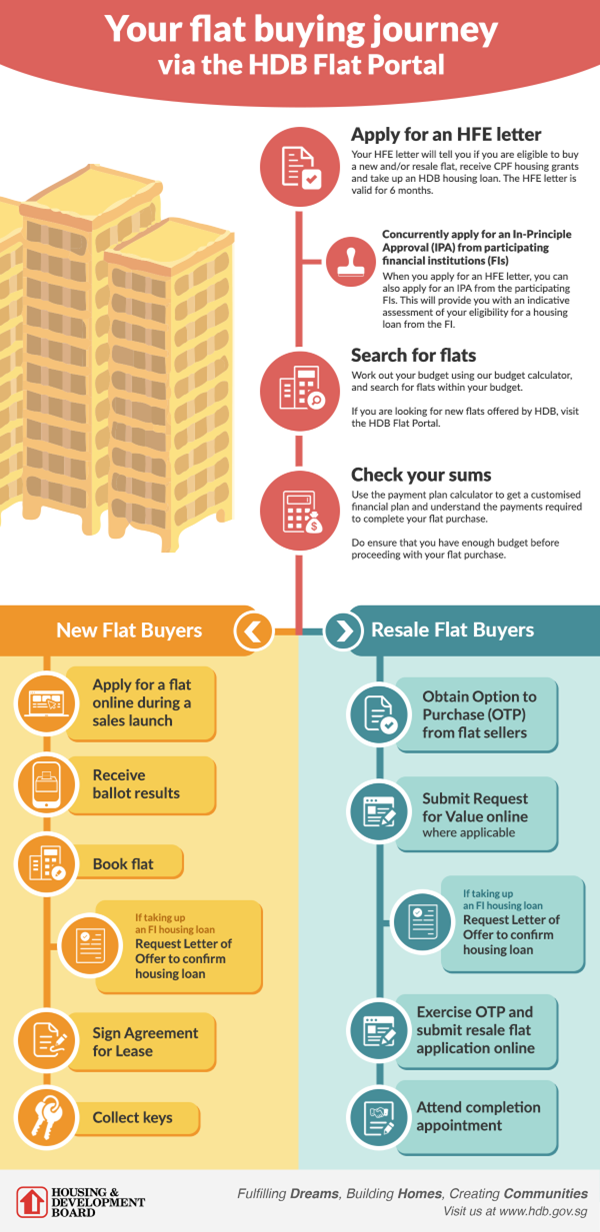 Your flat buying journey
via the HDB Flat Portal
Apply for an HFE letter
Your HFE letter will tell you if you are eligible to buy
a new and/or resale flat, receive CPF housing grants
and take up an HDB housing loan. The HFE letter is
valid for 6 months.
Concurrently apply for an In-Principle
Approval (IPA) from participating
financial institutions (FIs)
When you apply for an HFE letter, you can
also apply for an IPA from the participating
FIs. This will provide you with an indicative
assessment of your eligibility for a housing
loan from the FI.
Search for flats
Work out your budget using our budget calculator,
and search for flats within your budget.
If you are looking for new flats offered by HDB, visit
the HDB Flat Portal.
Check your sums
Use the payment plan calculator to get a customised
financial plan and understand the payments required
to complete your flat purchase.
Do ensure that you have enough budget before
proceeding with your flat purchase.
New Flat Buyers
Apply for a flat
online during a
sales launch
Receive
ballot results
Book flat
If taking up
an FI housing loan
Request Letter of
Offer to confirm
housing loan
Sign Agreement
for Lease
Collect keys
Resale Flat Buyers
Obtain Option to
Purchase (OTP)
from flat sellers
Submit Request
for Value online
where applicable
If taking up
an FI housing loan
Request Letter of
Offer to confirm
housing loan
Exercise OTP and
submit resale flat
application online
Attend completion
appointment
HOUSING &
DEVELOPMENT
BOARD
Fulfilling Dreams, Building Homes, Creating Communities
Visit us at www.hdb.gov.sg